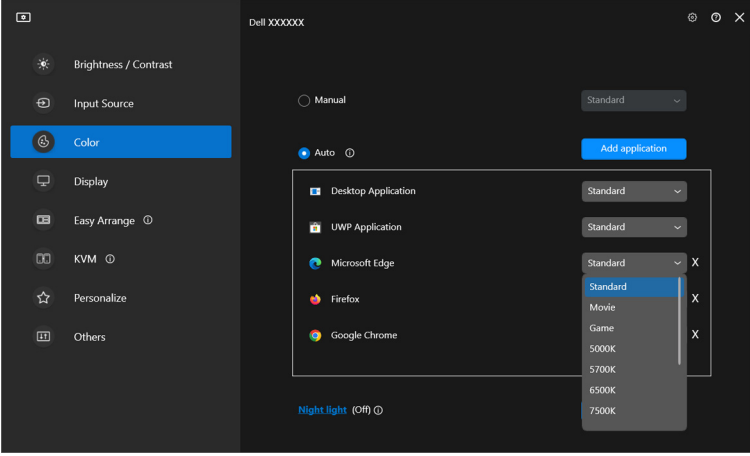 Dell XXXXXX
Brightness / Contrast
Input Source
Color
Display
Easy Arrange
KVM
Personalize
Others
Manual
Standard
Auto
Add application
Desktop Application
Standard
UWP Application
Standard
Microsoft Edge
Standard
X
Firefox
X
Google Chrome
X
Standard
Movie
Game
5000K
5700K
6500K
7500K
Night light (Off)